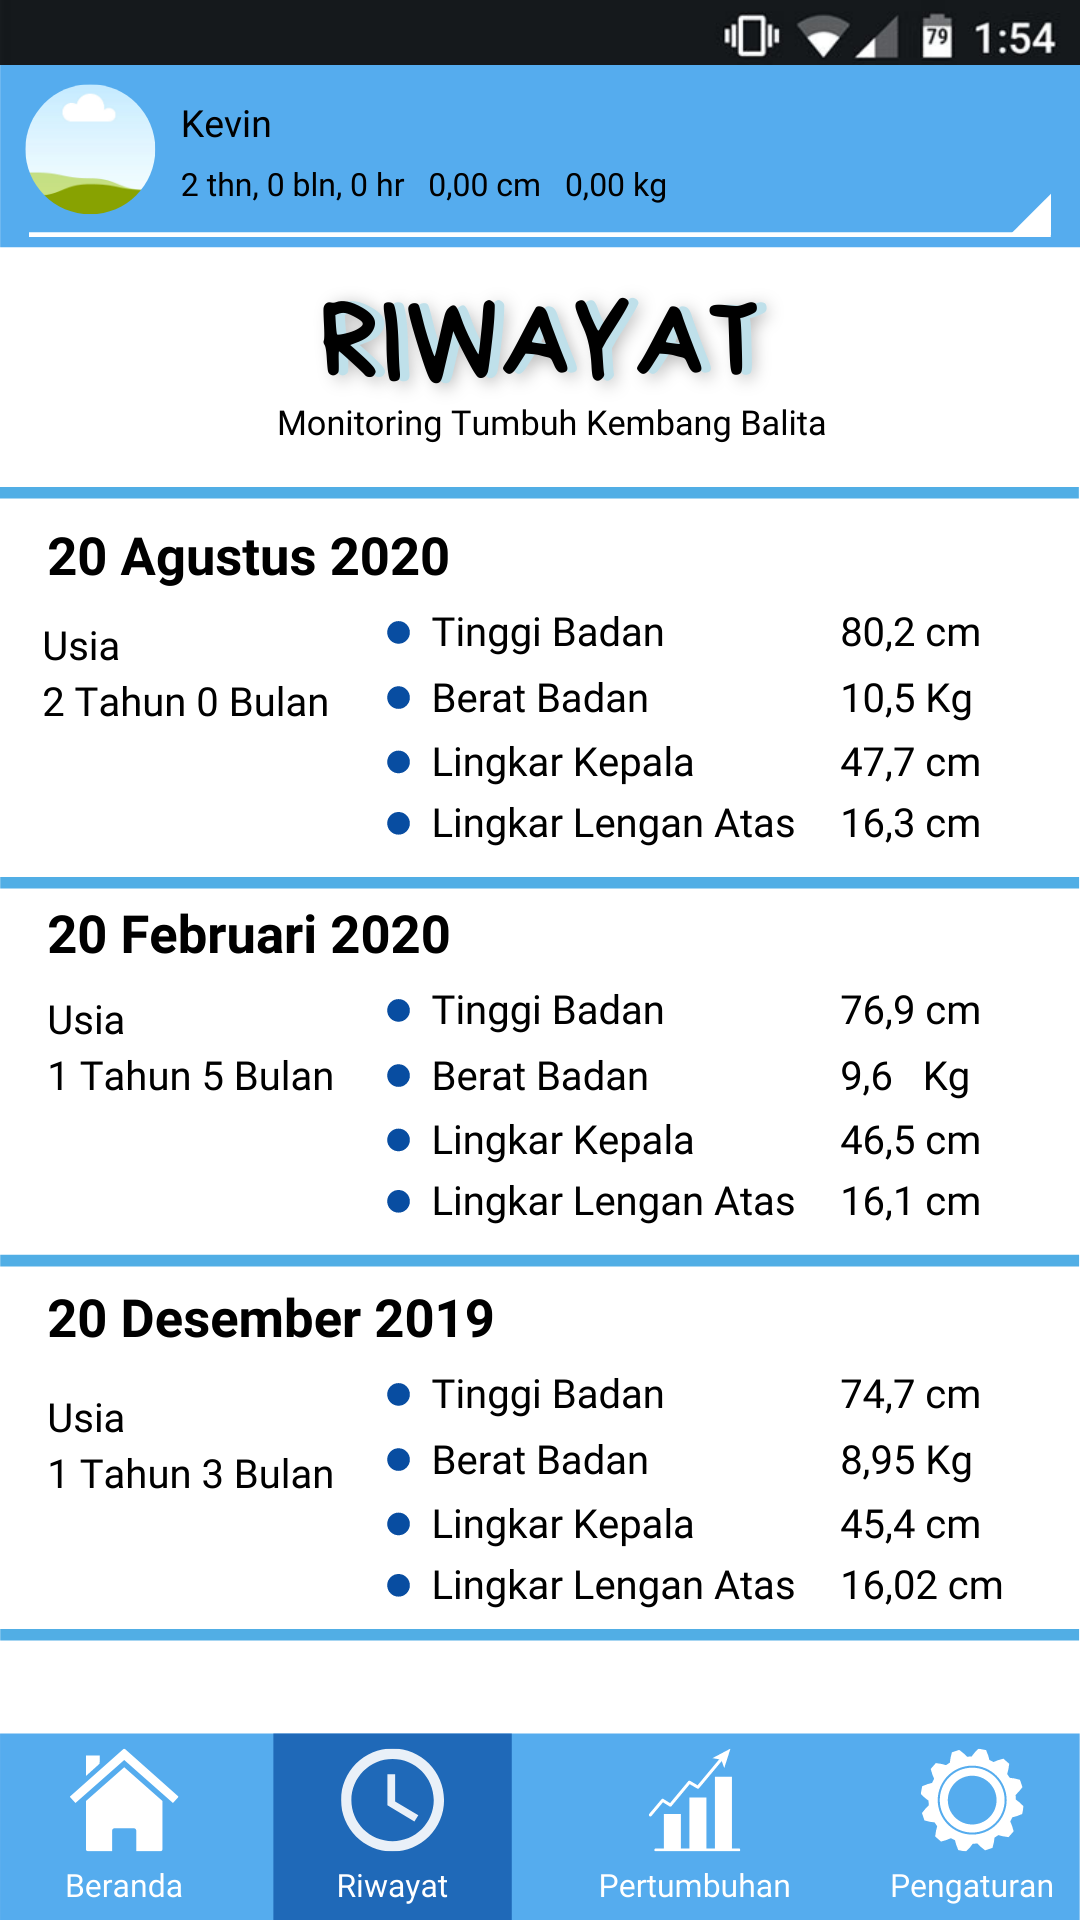 79 1:54
Kevin
2 thn, 0 bln, 0 hr 0,00 cm 0,00 kg
RIWAYAT
Monitoring Tumbuh Kembang Balita
20 Agustus 2020
Usia
2 Tahun 0 Bulan
Tinggi Badan 80,2 cm
Berat Badan 10,5 Kg
Lingkar Kepala 47,7 cm
Lingkar Lengan Atas 16,3 cm
20 Februari 2020
Usia
1 Tahun 5 Bulan
Tinggi Badan 76,9 cm
Berat Badan 9,6 Kg
Lingkar Kepala 46,5 cm
Lingkar Lengan Atas 16,1 cm
20 Desember 2019
Usia
1 Tahun 3 Bulan
Tinggi Badan 74,7 cm
Berat Badan 8,95 Kg
Lingkar Kepala 45,4 cm
Lingkar Lengan Atas 16,02 cm
Beranda Riwayat Pertumbuhan Pengaturan